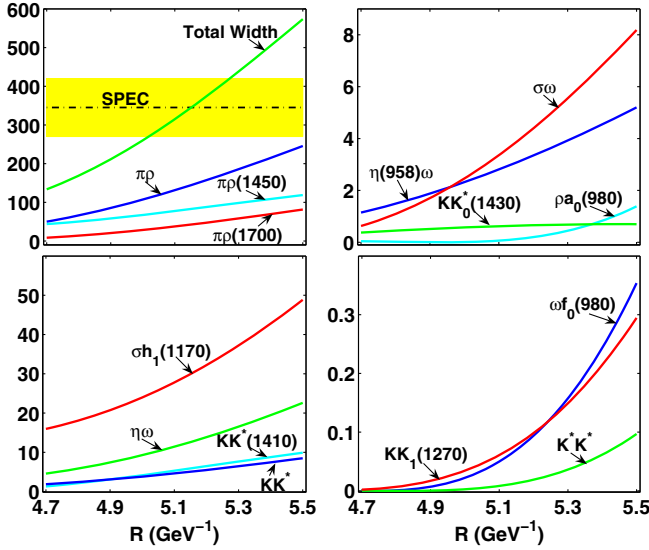 600
500
400
300
200
100
0
Total Width
SPEC
πρ
πρ(1450)
πρ(1700)
8
6
4
2
0
σω
η(958)ω
KK*0(1430)
ρa0(980)
60
50
40
30
20
10
0
σh1(1170)
ηω
KK*(1410)
KK*
4.7 4.9 5.1 5.3 5.5
R (GeV⁻¹)
0.3
0.2
0.1
0
ωf0(980)
KK1(1270)
K*K*
4.7 4.9 5.1 5.3 5.5
R (GeV⁻¹)